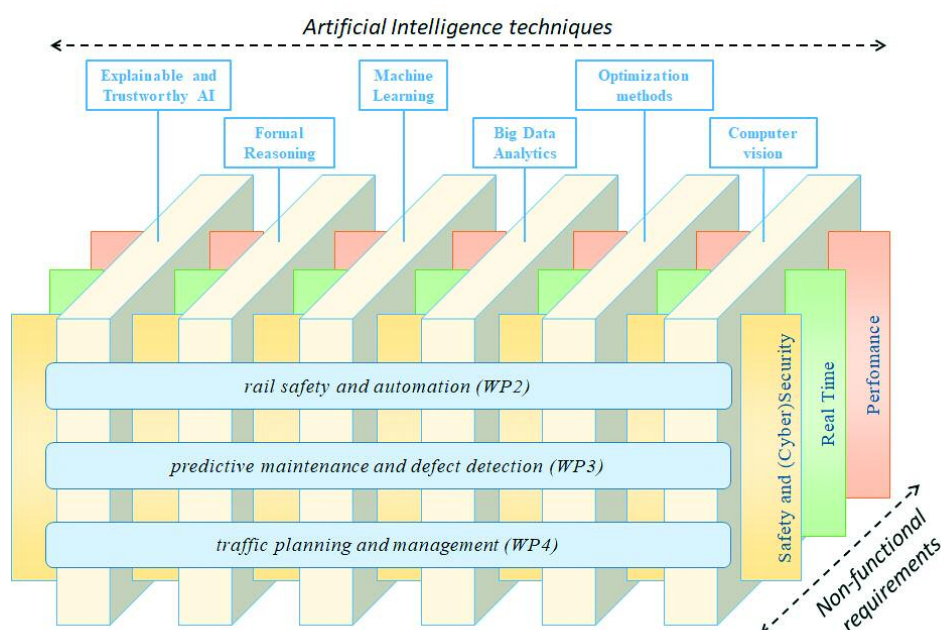 Artificial Intelligence techniques
Explainable and
Trustworthy AI
Machine
Learning
Optimization
methods
Formal
Reasoning
Big Data
Analytics
Computer
vision
rail safety and automation (WP2)
predictive maintenance and defect detection (WP3)
traffic planning and management (WP4)
Safety and (Cyber)Security
Real Time
Perfomance
Non-functional
requirements